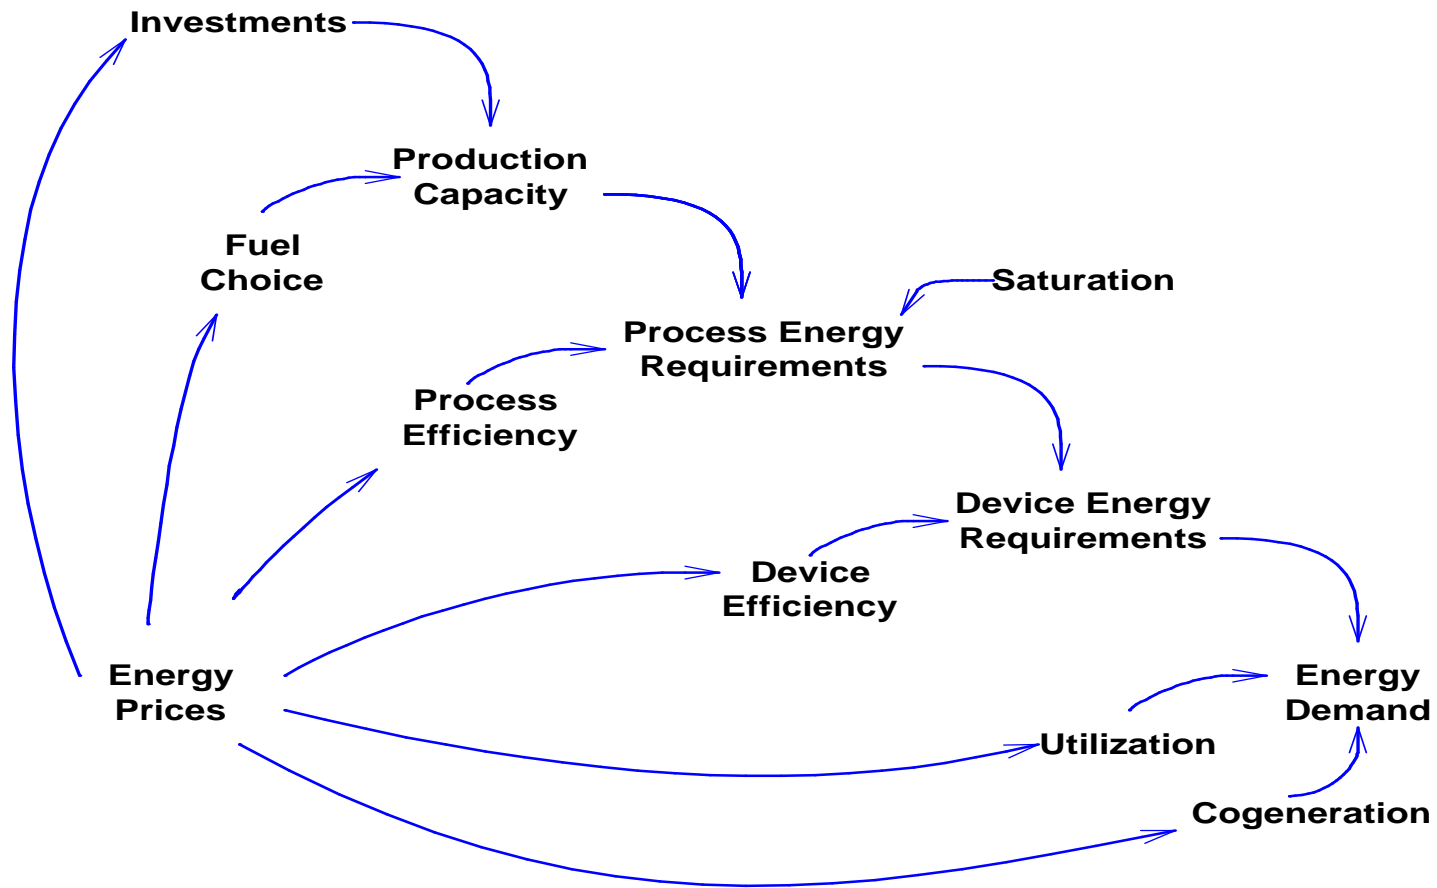 Investments
Production
Capacity
Fuel
Choice
Saturation
Process Energy
Requirements
Process
Efficiency
Device Energy
Requirements
Device
Efficiency
Energy
Prices
Energy
Demand
Utilization
Cogeneration